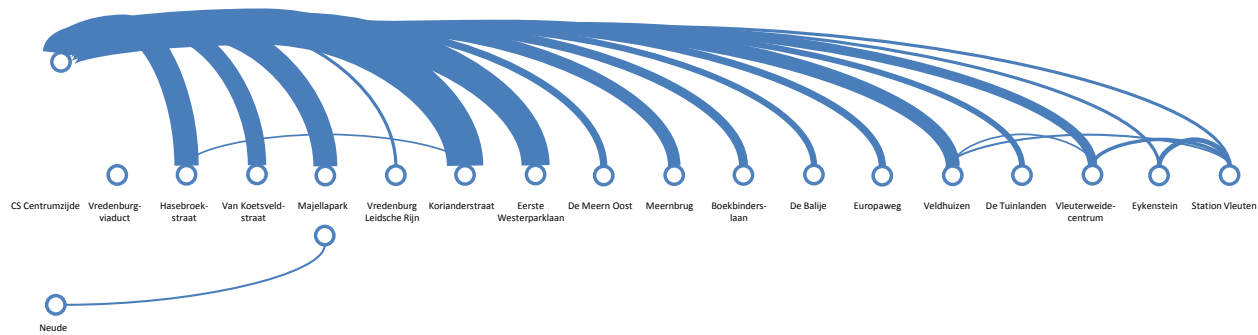 CS Centrumzijde
Vredenburg-
viaduct
Hasebroek-
straat
Van Koetsveld-
straat
Majellapark
Vredenburg
Leidsche Rijn
Korianderstraat
Eerste
Westerparklaan
De Meern Oost
Meernbrug
Boekbinders-
laan
De Balije
Europaweg
Veldhuizen
De Tuinlanden
Vleuterweide-
centrum
Eykenstein
Station Vleuten
Neude